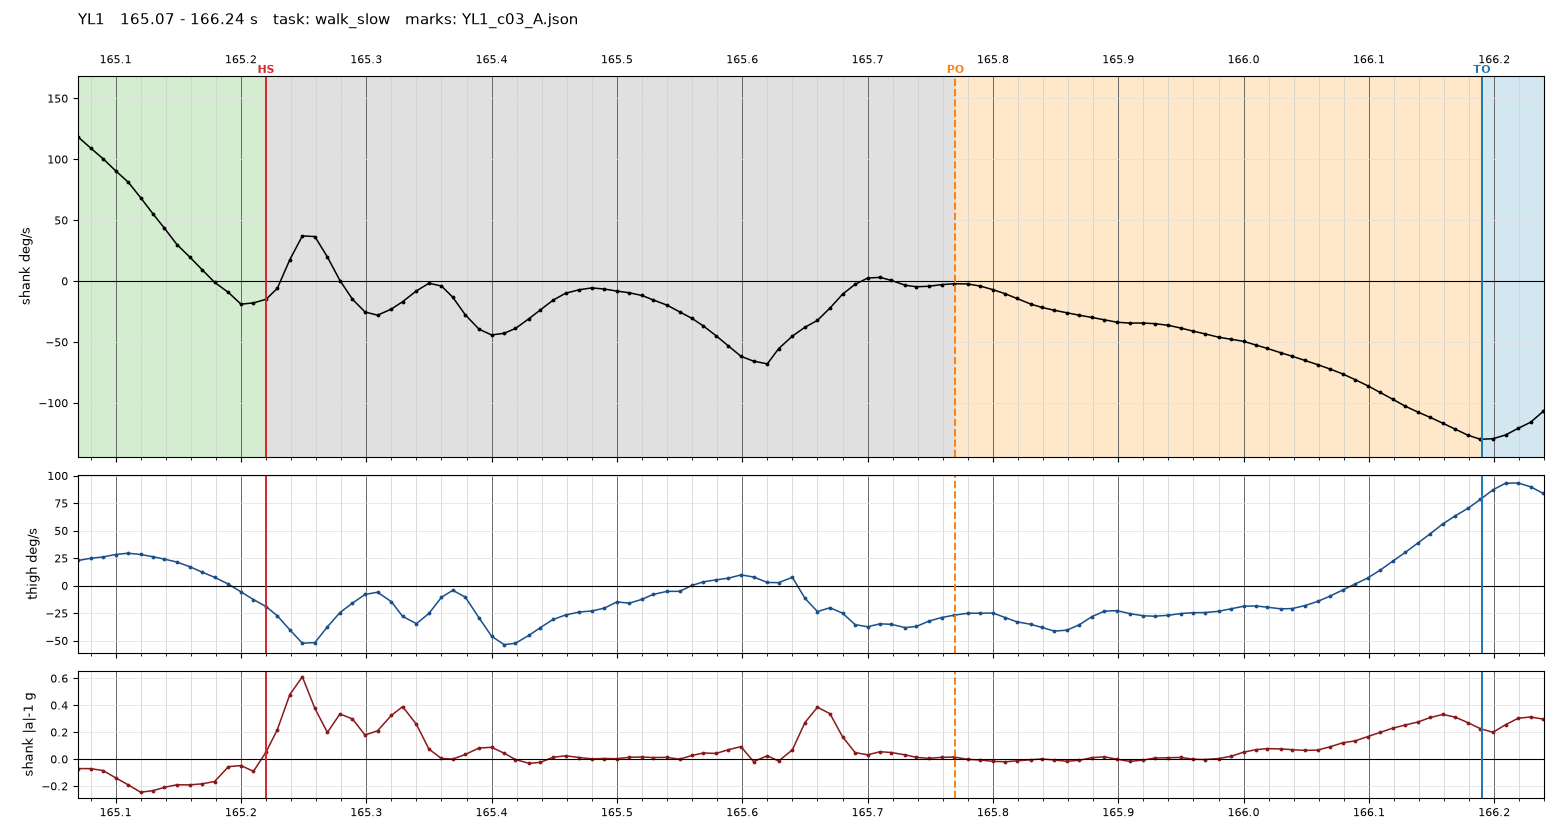 YL1   165.07 - 166.24 s   task: walk_slow   marks: YL1_c03_A.json
165.1 165.2 165.3 165.4 165.5 165.6 165.7 165.8 165.9 166.0 166.1 166.2
HS PO TO
shank deg/s
150
100
50
0
−50
−100
thigh deg/s
100
75
50
25
0
−25
−50
shank |a|-1 g
0.6
0.4
0.2
0.0
−0.2
165.1 165.2 165.3 165.4 165.5 165.6 165.7 165.8 165.9 166.0 166.1 166.2